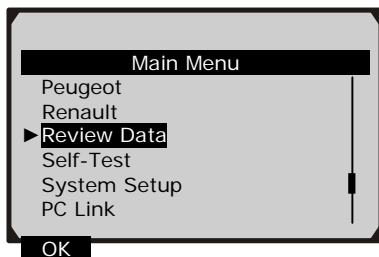 Main Menu
Peugeot
Renault
Review Data
Self-Test
System Setup
PC Link
OK